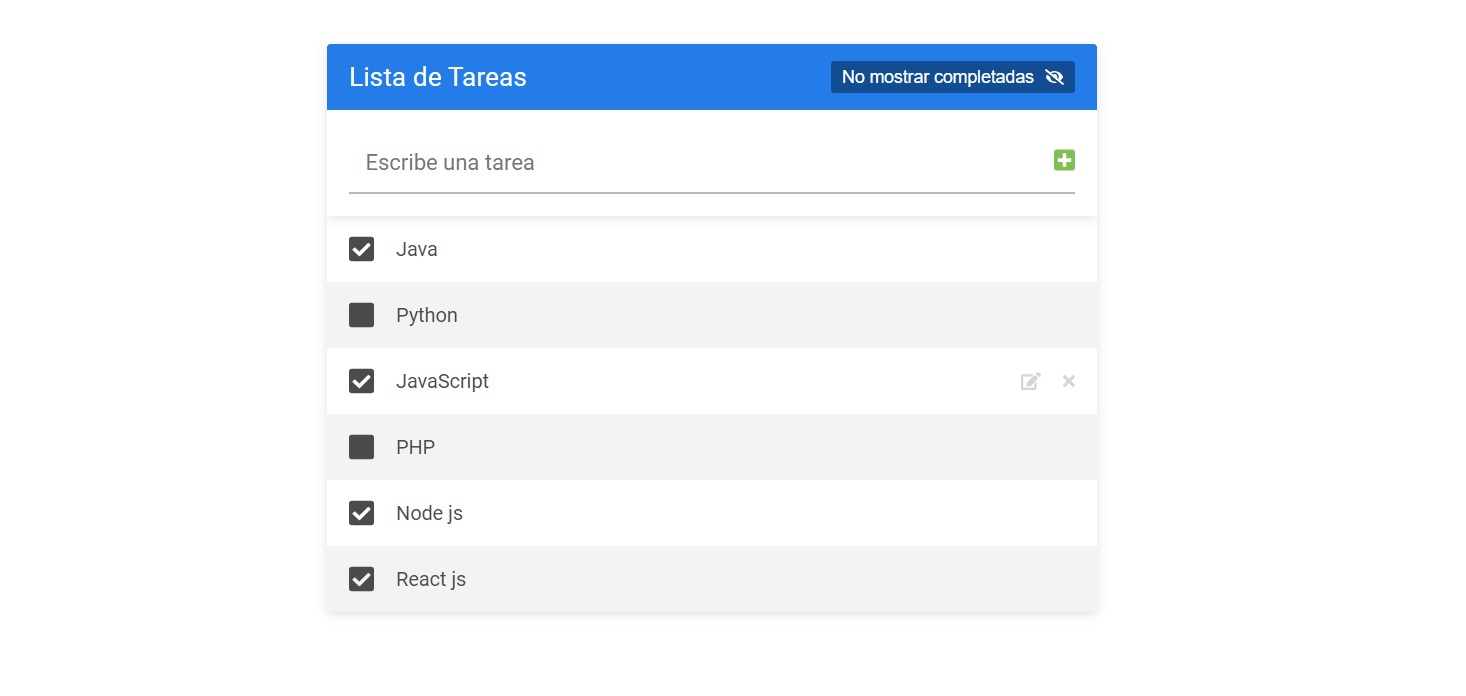 Lista de Tareas
No mostrar completadas
Escribe una tarea
Java
Python
JavaScript
PHP
Node js
React js